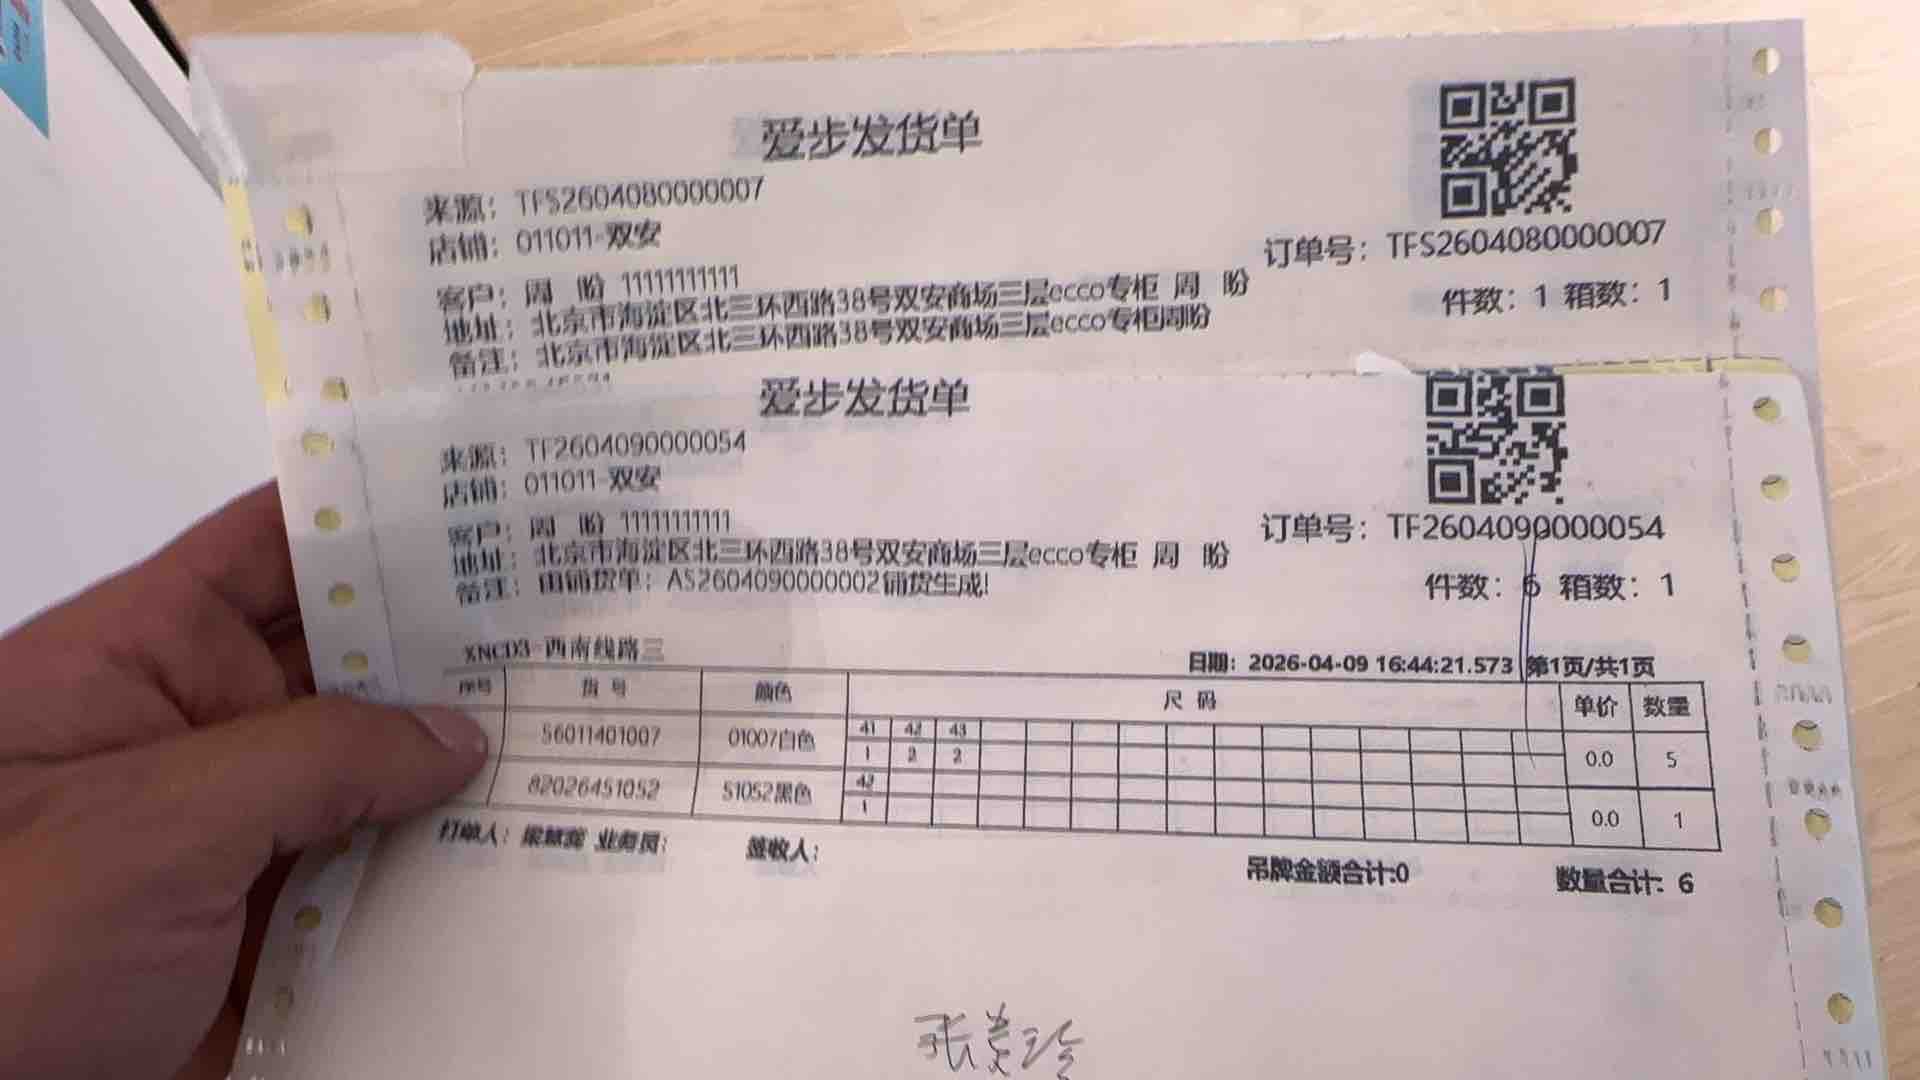 爱步发货单
来源: TFS2604080000007
店铺: 011011-双安
订单号: TFS2604080000007
客户: 周 盼 11111111111
件数: 1 箱数: 1
地址: 北京市海淀区北三环西路38号双安商场三层ecco专柜 周 盼
备注: 北京市海淀区北三环西路38号双安商场三层ecco专柜周盼
爱步发货单
来源: TF2604090000054
店铺: 011011-双安
订单号: TF2604090000054
客户: 周 盼 11111111111
地址: 北京市海淀区北三环西路38号双安商场三层ecco专柜 周 盼
件数: 6 箱数: 1
备注: 由铺货单: AS2604090000002铺货生成!
XNCD3-西南线路三
日期: 2026-04-09 16:44:21.573 第1页/共1页
序号 货号 颜色 尺码 单价 数量
56011401007 01007白色 41 42 43 0.0 5
1 2 2
82026451052 51052黑色 42 0.0 1
1
打单人: 业务员: 签收人: 吊牌金额合计:0 数量合计: 6